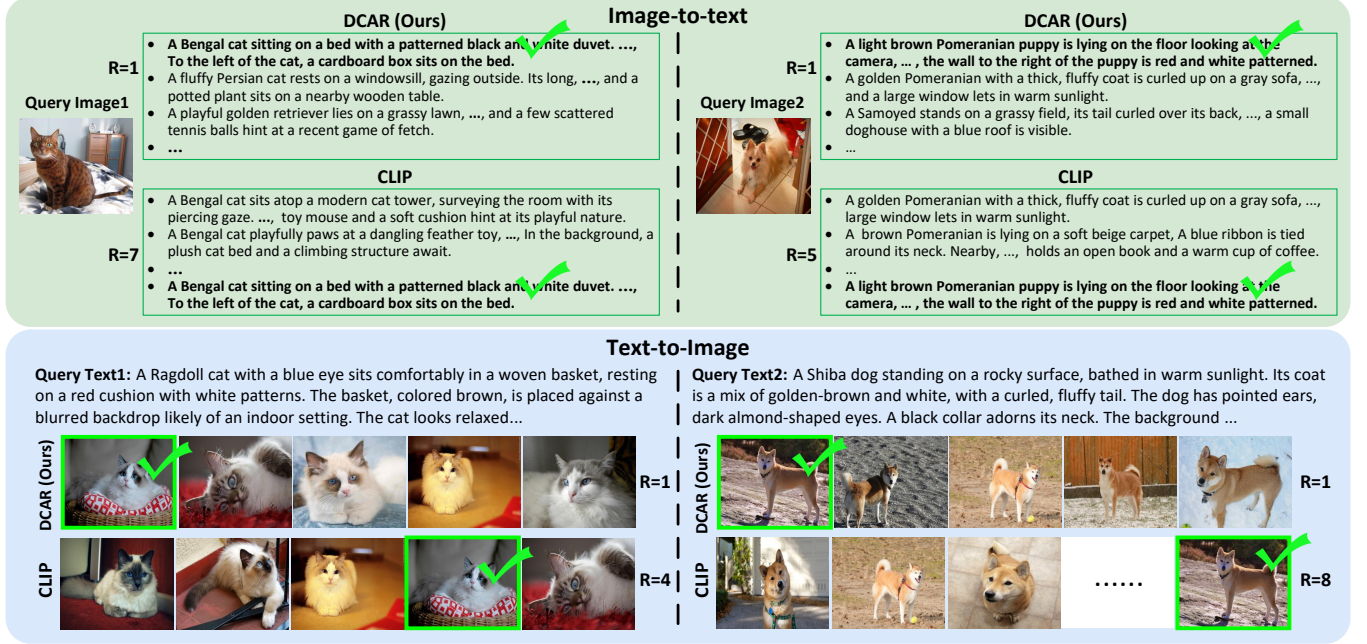 Image-to-text
DCAR (Ours)
R=1
Query Image1
• A Bengal cat sitting on a bed with a patterned black and white duvet. ...,
To the left of the cat, a cardboard box sits on the bed.
• A fluffy Persian cat rests on a windowsill, gazing outside. Its long, ..., and a
potted plant sits on a nearby wooden table.
• A playful golden retriever lies on a grassy lawn, ..., and a few scattered
tennis balls hint at a recent game of fetch.
• ...
CLIP
R=7
• A Bengal cat sits atop a modern cat tower, surveying the room with its
piercing gaze. ..., toy mouse and a soft cushion hint at its playful nature.
• A Bengal cat playfully paws at a dangling feather toy, ..., In the background, a
plush cat bed and a climbing structure await.
• ...
• A Bengal cat sitting on a bed with a patterned black and white duvet. ...,
To the left of the cat, a cardboard box sits on the bed.
DCAR (Ours)
R=1
Query Image2
• A light brown Pomeranian puppy is lying on the floor looking at the
camera, ... , the wall to the right of the puppy is red and white patterned.
• A golden Pomeranian with a thick, fluffy coat is curled up on a gray sofa, ...,
and a large window lets in warm sunlight.
• A Samoyed stands on a grassy field, its tail curled over its back, ..., a small
doghouse with a blue roof is visible.
• ...
CLIP
R=5
• A golden Pomeranian with a thick, fluffy coat is curled up on a gray sofa, ...,
large window lets in warm sunlight.
• A brown Pomeranian is lying on a soft beige carpet, A blue ribbon is tied
around its neck. Nearby, ..., holds an open book and a warm cup of coffee.
• ...
• A light brown Pomeranian puppy is lying on the floor looking at the
camera, ... , the wall to the right of the puppy is red and white patterned.
Text-to-Image
Query Text1: A Ragdoll cat with a blue eye sits comfortably in a woven basket, resting
on a red cushion with white patterns. The basket, colored brown, is placed against a
blurred backdrop likely of an indoor setting. The cat looks relaxed...
DCAR (Ours)
R=1
CLIP
R=4
Query Text2: A Shiba dog standing on a rocky surface, bathed in warm sunlight. Its coat
is a mix of golden-brown and white, with a curled, fluffy tail. The dog has pointed ears,
dark almond-shaped eyes. A black collar adorns its neck. The background ...
DCAR (Ours)
R=1
CLIP
......
R=8